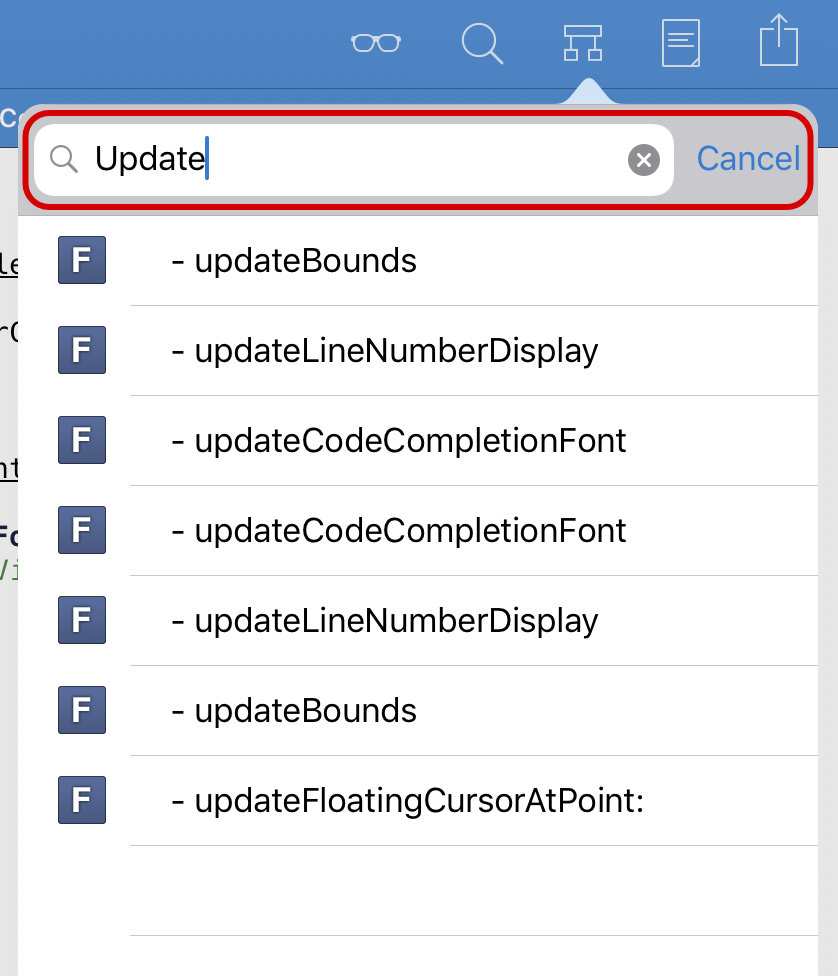 Update
Cancel
F - updateBounds
F - updateLineNumberDisplay
F - updateCodeCompletionFont
F - updateCodeCompletionFont
F - updateLineNumberDisplay
F - updateBounds
F - updateFloatingCursorAtPoint: